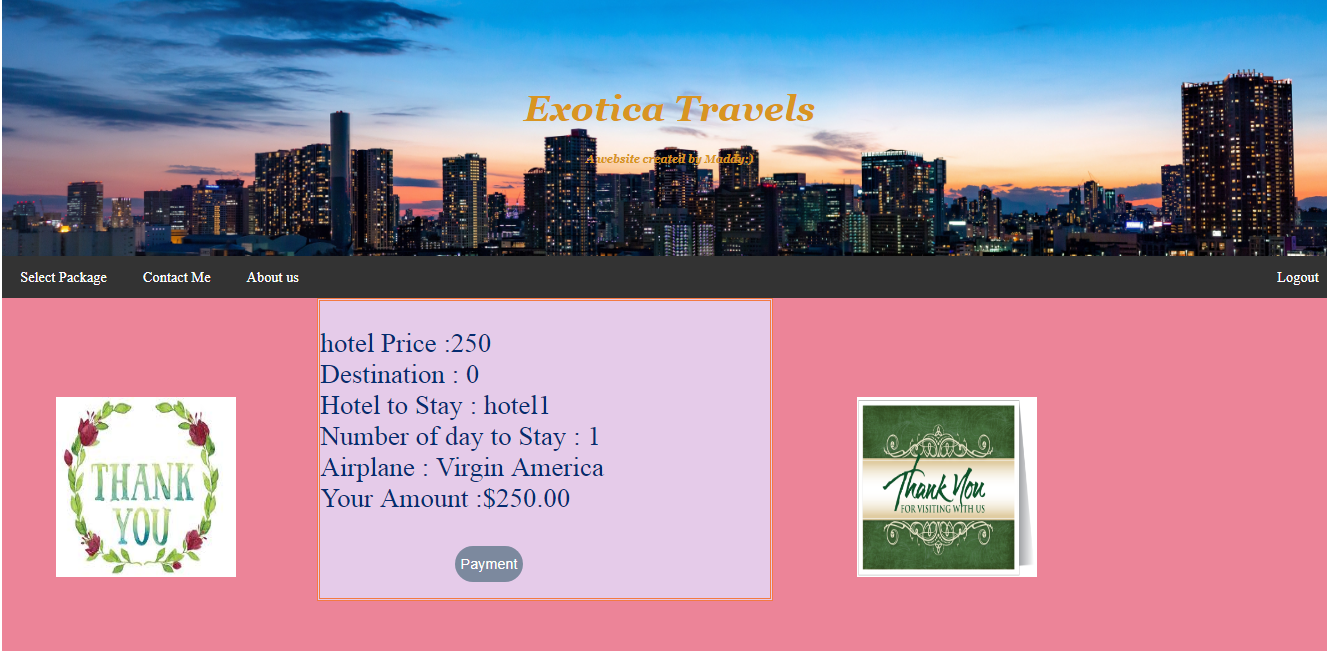 Exotica Travels
A website created by Maddy:)
Select Package
Contact Me
About us
Logout
hotel Price :250
Destination : 0
Hotel to Stay : hotel1
Number of day to Stay : 1
Airplane : Virgin America
Your Amount :$250.00
Payment
THANK
YOU
Thank You
FOR VISITING WITH US